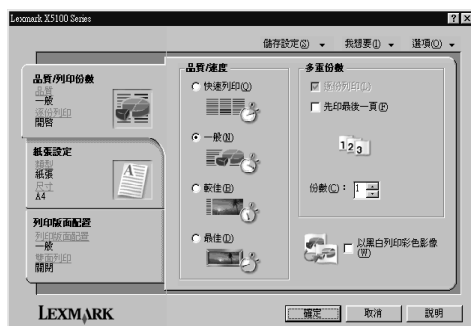 Lexmark X5100 Series
儲存設定(S)
我想要(I)
選項(O)
品質/列印份數
品質
一般
逐份列印
開啓
紙張設定
類型
紙張
尺寸
A4
列印版面配置
列印版面配置
一般
雙面列印
關閉
品質/速度
快速列印(Q)
一般(N)
較佳(B)
最佳(D)
多重份數
逐份列印(L)
先印最後一頁(F)
1 2 3
份數(C): 1
以黑白列印彩色影像
(W)
LEXMARK
確定
取消
說明